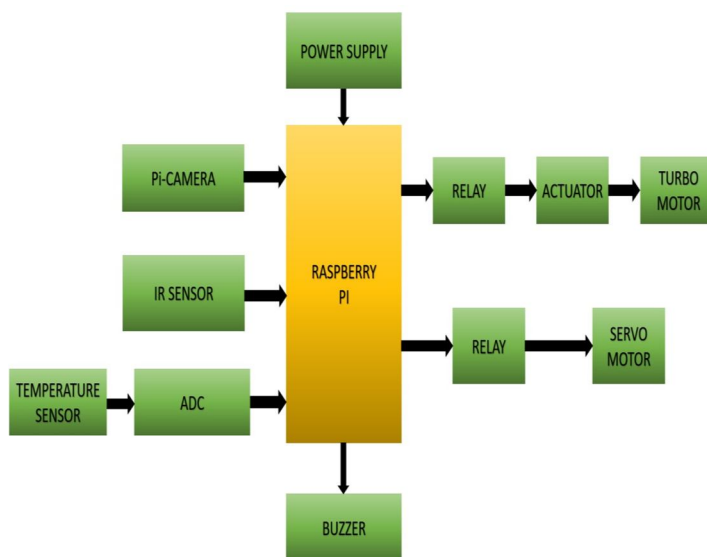 POWER SUPPLY
Pi-CAMERA
RELAY
ACTUATOR
TURBO
MOTOR
IR SENSOR
RASPBERRY
PI
RELAY
SERVO
MOTOR
TEMPERATURE
SENSOR
ADC
BUZZER